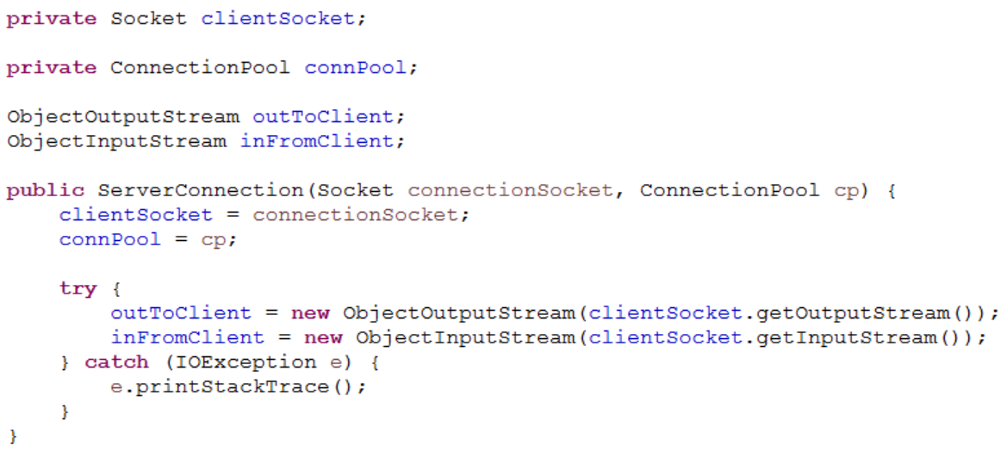 private Socket clientSocket;
private ConnectionPool connPool;
ObjectOutputStream outToClient;
ObjectInputStream inFromClient;
public ServerConnection(Socket connectionSocket, ConnectionPool cp) {
    clientSocket = connectionSocket;
    connPool = cp;
    try {
        outToClient = new ObjectOutputStream(clientSocket.getOutputStream());
        inFromClient = new ObjectInputStream(clientSocket.getInputStream());
    } catch (IOException e) {
        e.printStackTrace();
    }
}